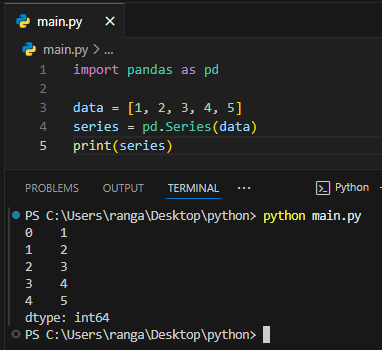 main.py
main.py > ...
1 import pandas as pd
2
3 data = [1, 2, 3, 4, 5]
4 series = pd.Series(data)
5 print(series)
PROBLEMS OUTPUT TERMINAL ... Python
PS C:\Users\ranga\Desktop\python> python main.py
0    1
1    2
2    3
3    4
4    5
dtype: int64
PS C:\Users\ranga\Desktop\python>